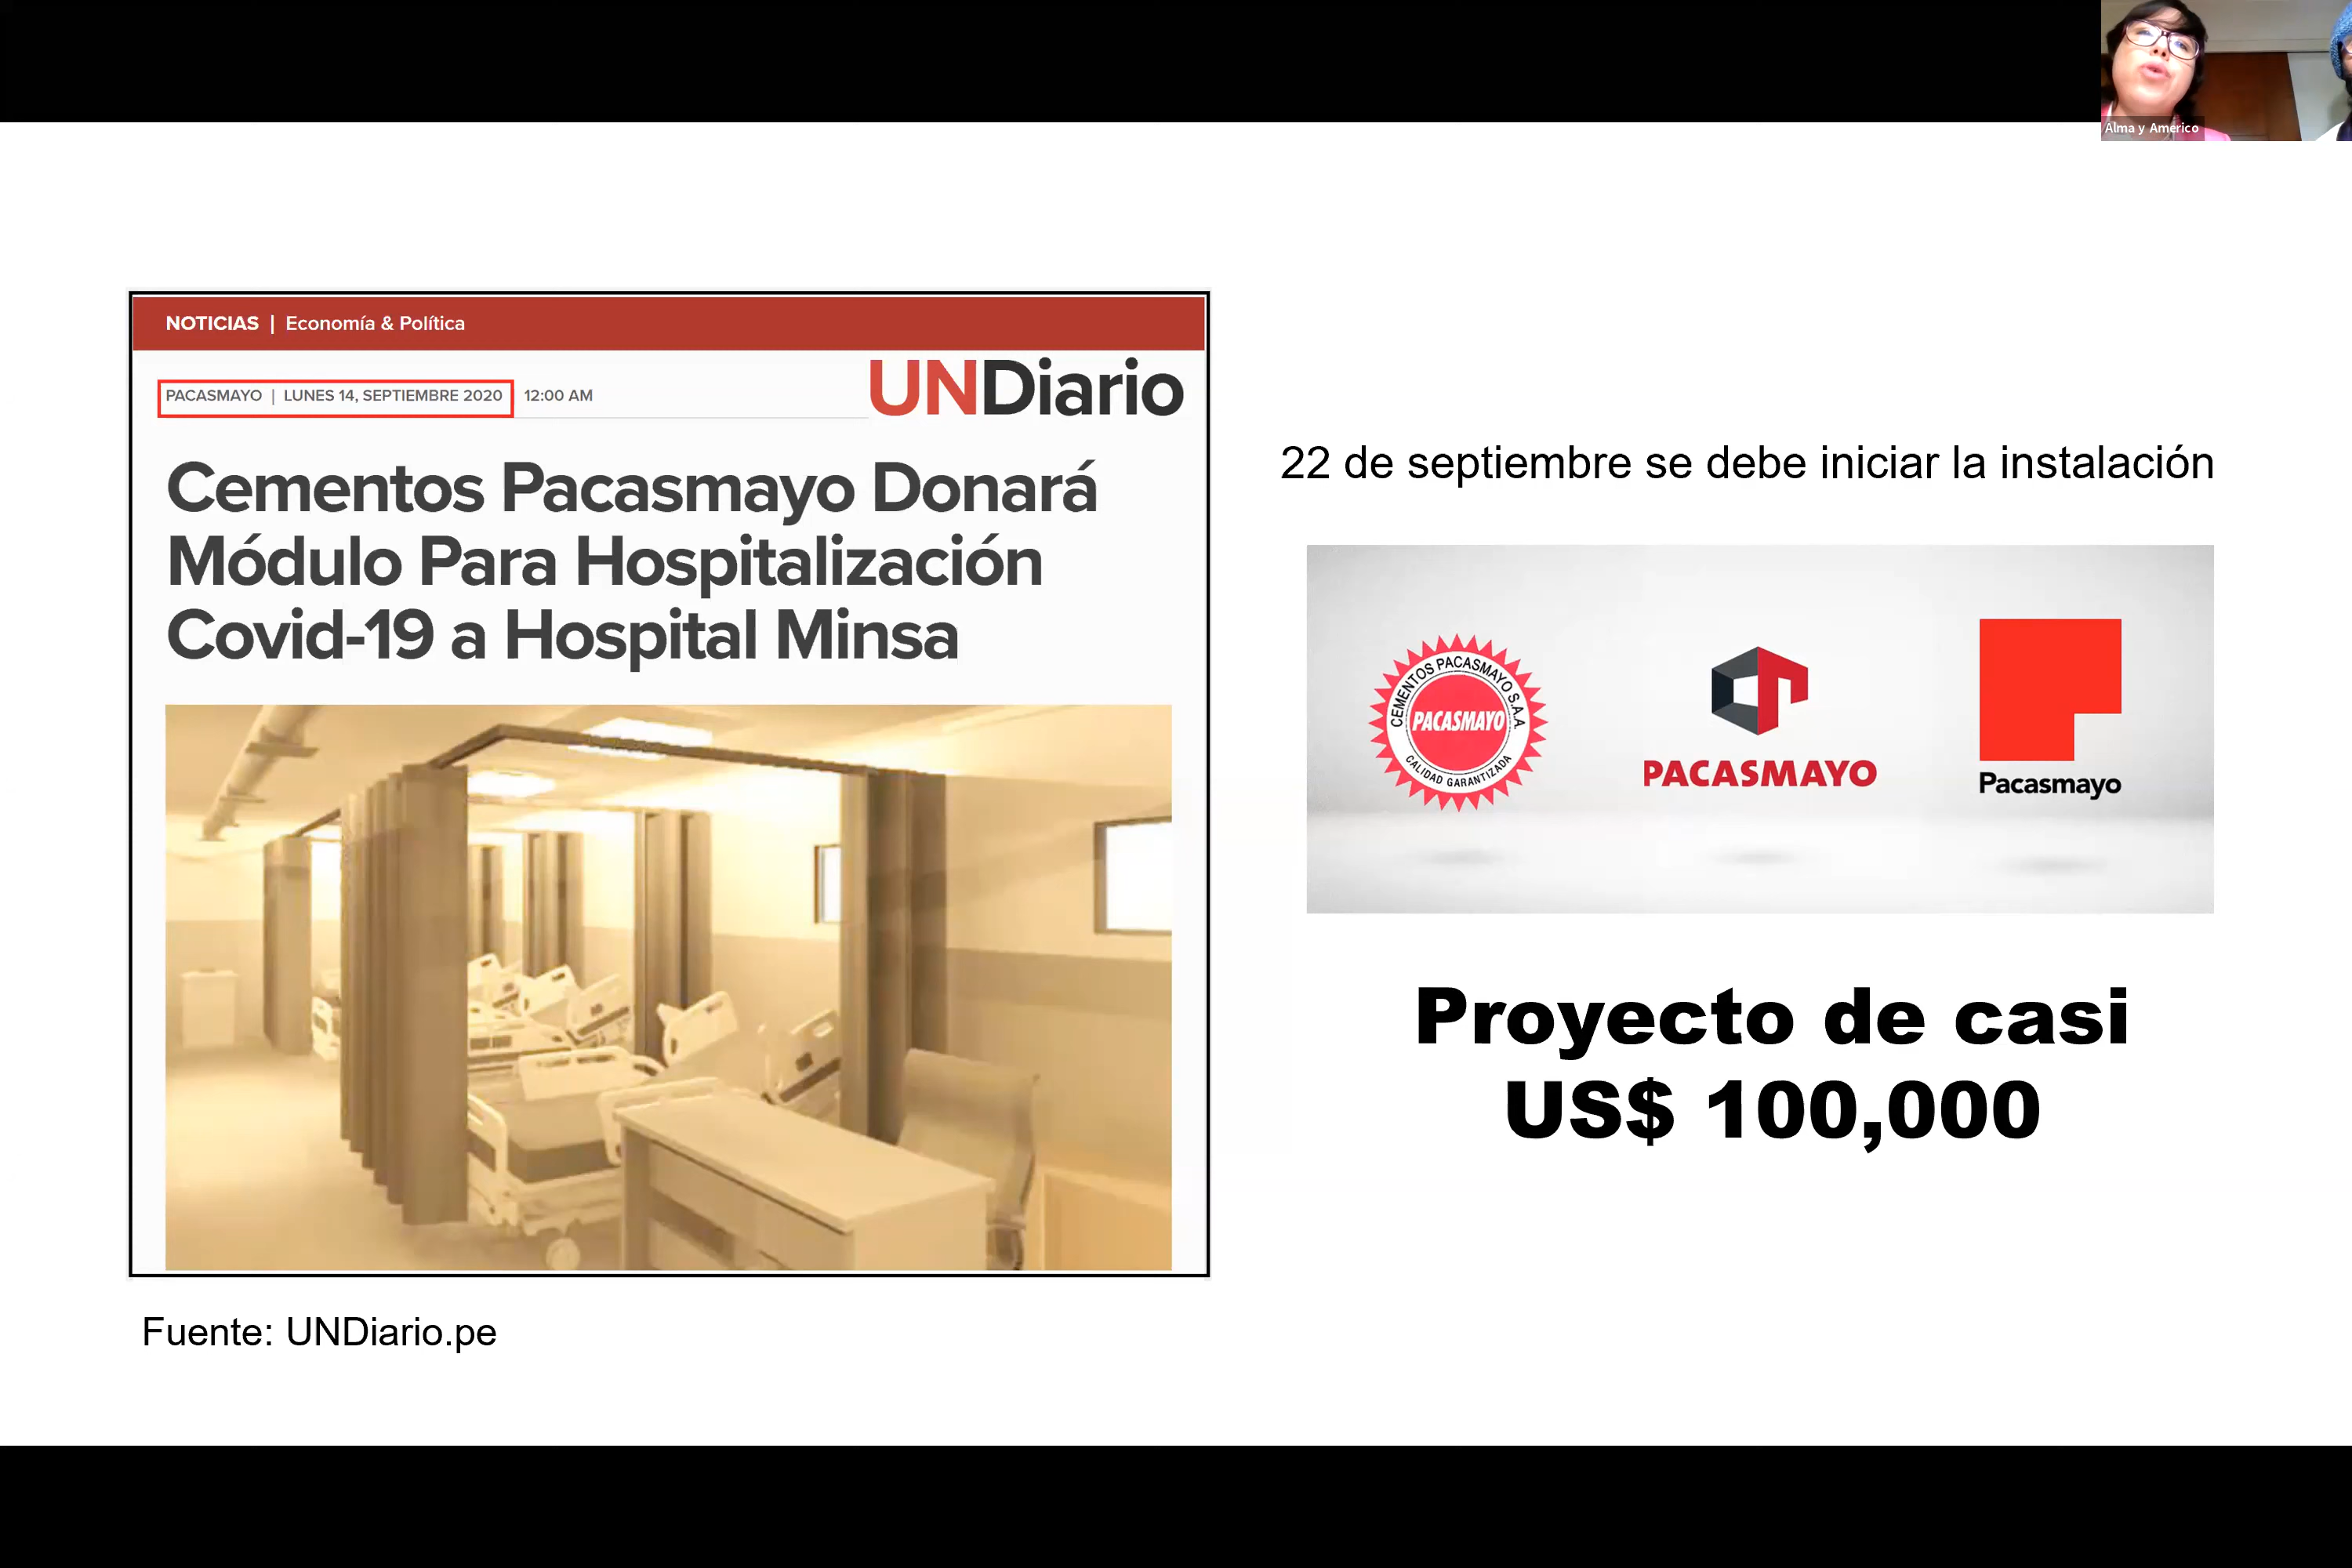 Alma y Americo
NOTICIAS | Economía & Política
PACASMAYO | LUNES 14, SEPTIEMBRE 2020 12:00 AM
UNDiario
Cementos Pacasmayo Donará
Módulo Para Hospitalización
Covid-19 a Hospital Minsa
Fuente: UNDiario.pe
22 de septiembre se debe iniciar la instalación
CEMENTOS PACASMAYO S.A.A.
PACASMAYO
CALIDAD GARANTIZADA
PACASMAYO
Pacasmayo
Proyecto de casi
US$ 100,000